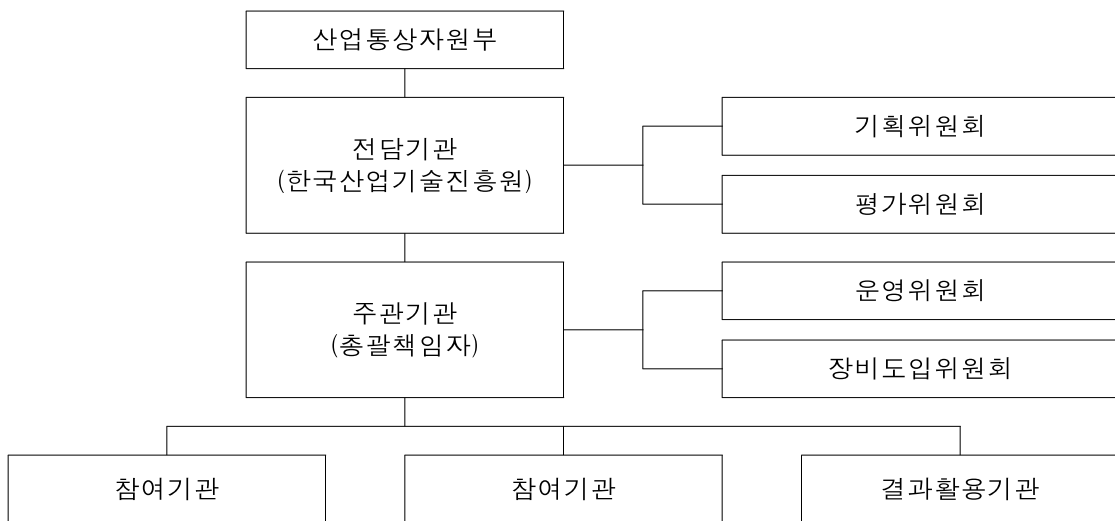 산업통상자원부
전담기관
(한국산업기술진흥원)
기획위원회
평가위원회
주관기관
(총괄책임자)
운영위원회
장비도입위원회
참여기관
참여기관
결과활용기관